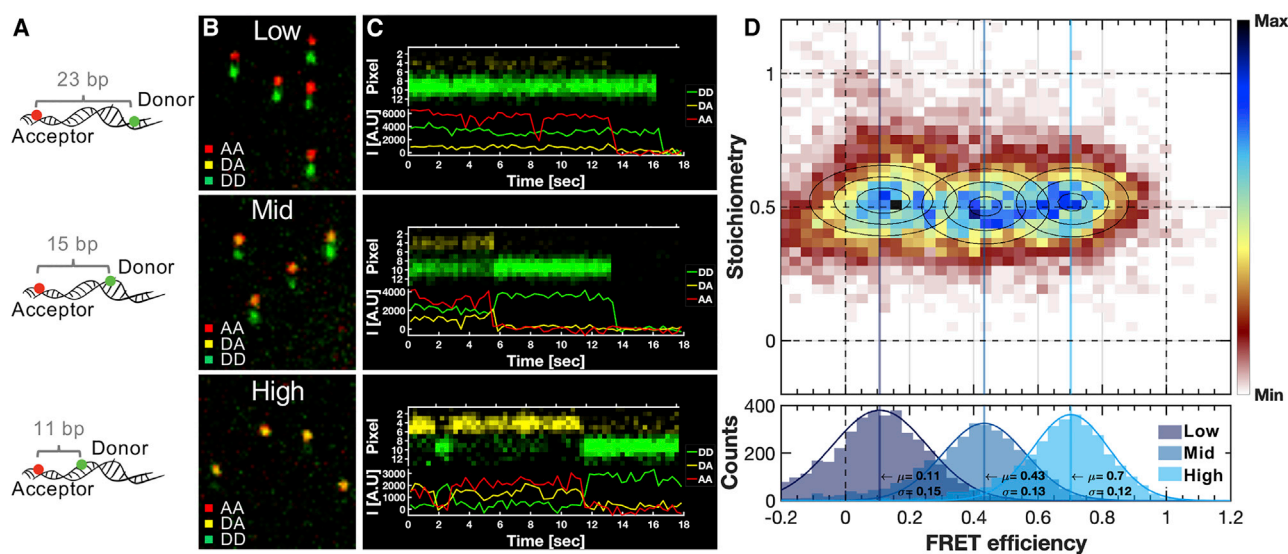 A
23 bp
Donor
Acceptor
15 bp
Donor
Acceptor
11 bp
Donor
Acceptor
B
Low
AA
DA
DD
Mid
AA
DA
DD
High
AA
DA
DD
C
Pixel
2
4
6
8
10
12
DD
DA
AA
I [A.U]
6000
4000
2000
0
0 2 4 6 8 10 12 14 16 18
Time [sec]
Pixel
2
4
6
8
10
12
DD
DA
AA
I [A.U]
4000
2000
0
0 2 4 6 8 10 12 14 16 18
Time [sec]
Pixel
2
4
6
8
10
12
DD
DA
AA
I [A.U]
3000
2000
1000
0
0 2 4 6 8 10 12 14 16 18
Time [sec]
D
Stoichiometry
1
0.5
0
Max
Min
Counts
400
200
0
Low
Mid
High
← μ= 0.11
σ= 0.15
← μ= 0.43
σ= 0.13
← μ= 0.7
σ= 0.12
-0.2 0 0.2 0.4 0.6 0.8 1.0 1.2
FRET efficiency